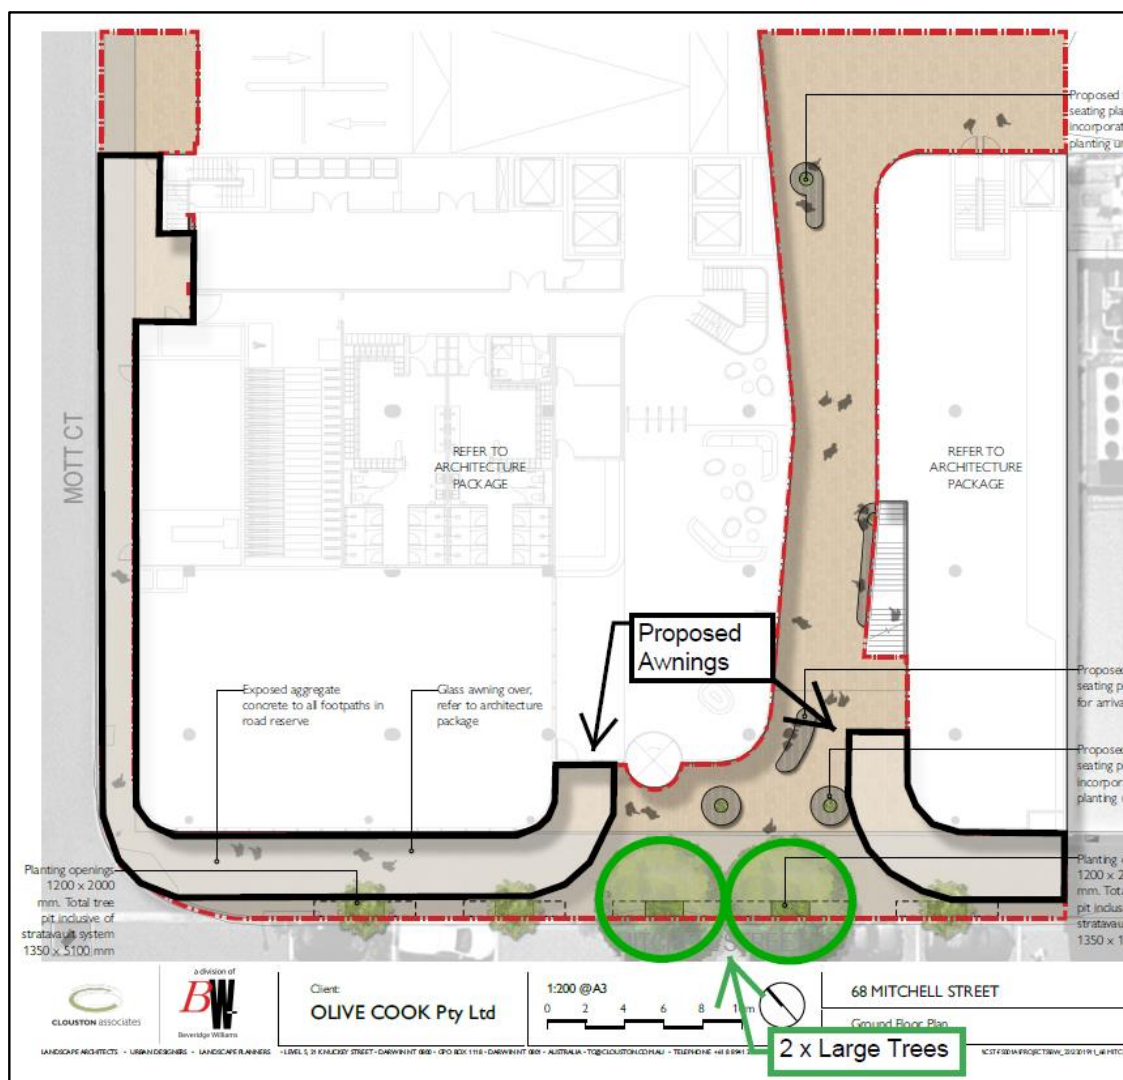 Proposed
seating pla
incorporat
planting u
MOTT CT
REFER TO
ARCHITECTURE
PACKAGE
REFER TO
ARCHITECTURE
PACKAGE
Proposed
Awnings
Exposed aggregate
concrete to all footpaths in
road reserve
Glass awning over,
refer to architecture
package
Proposed
seating p
for arriva
Proposed
seating p
incorpor
planting
Planting openings
1200 x 2000
mm. Total tree
pit inclusive of
stratavault system
1350 x 5100 mm
Planting
1200 x 2
mm. Tota
pit inclus
stratavau
1350 x 1
CLOUSTON associates
a division of
BW
Beveridge Williams
Client:
OLIVE COOK Pty Ltd
1:200 @A3
0 2 4 6 8 10m
68 MITCHELL STREET
Ground Floor Plan
2 x Large Trees
LANDSCAPE ARCHITECTS • URBAN DESIGNERS • LANDSCAPE PLANNERS